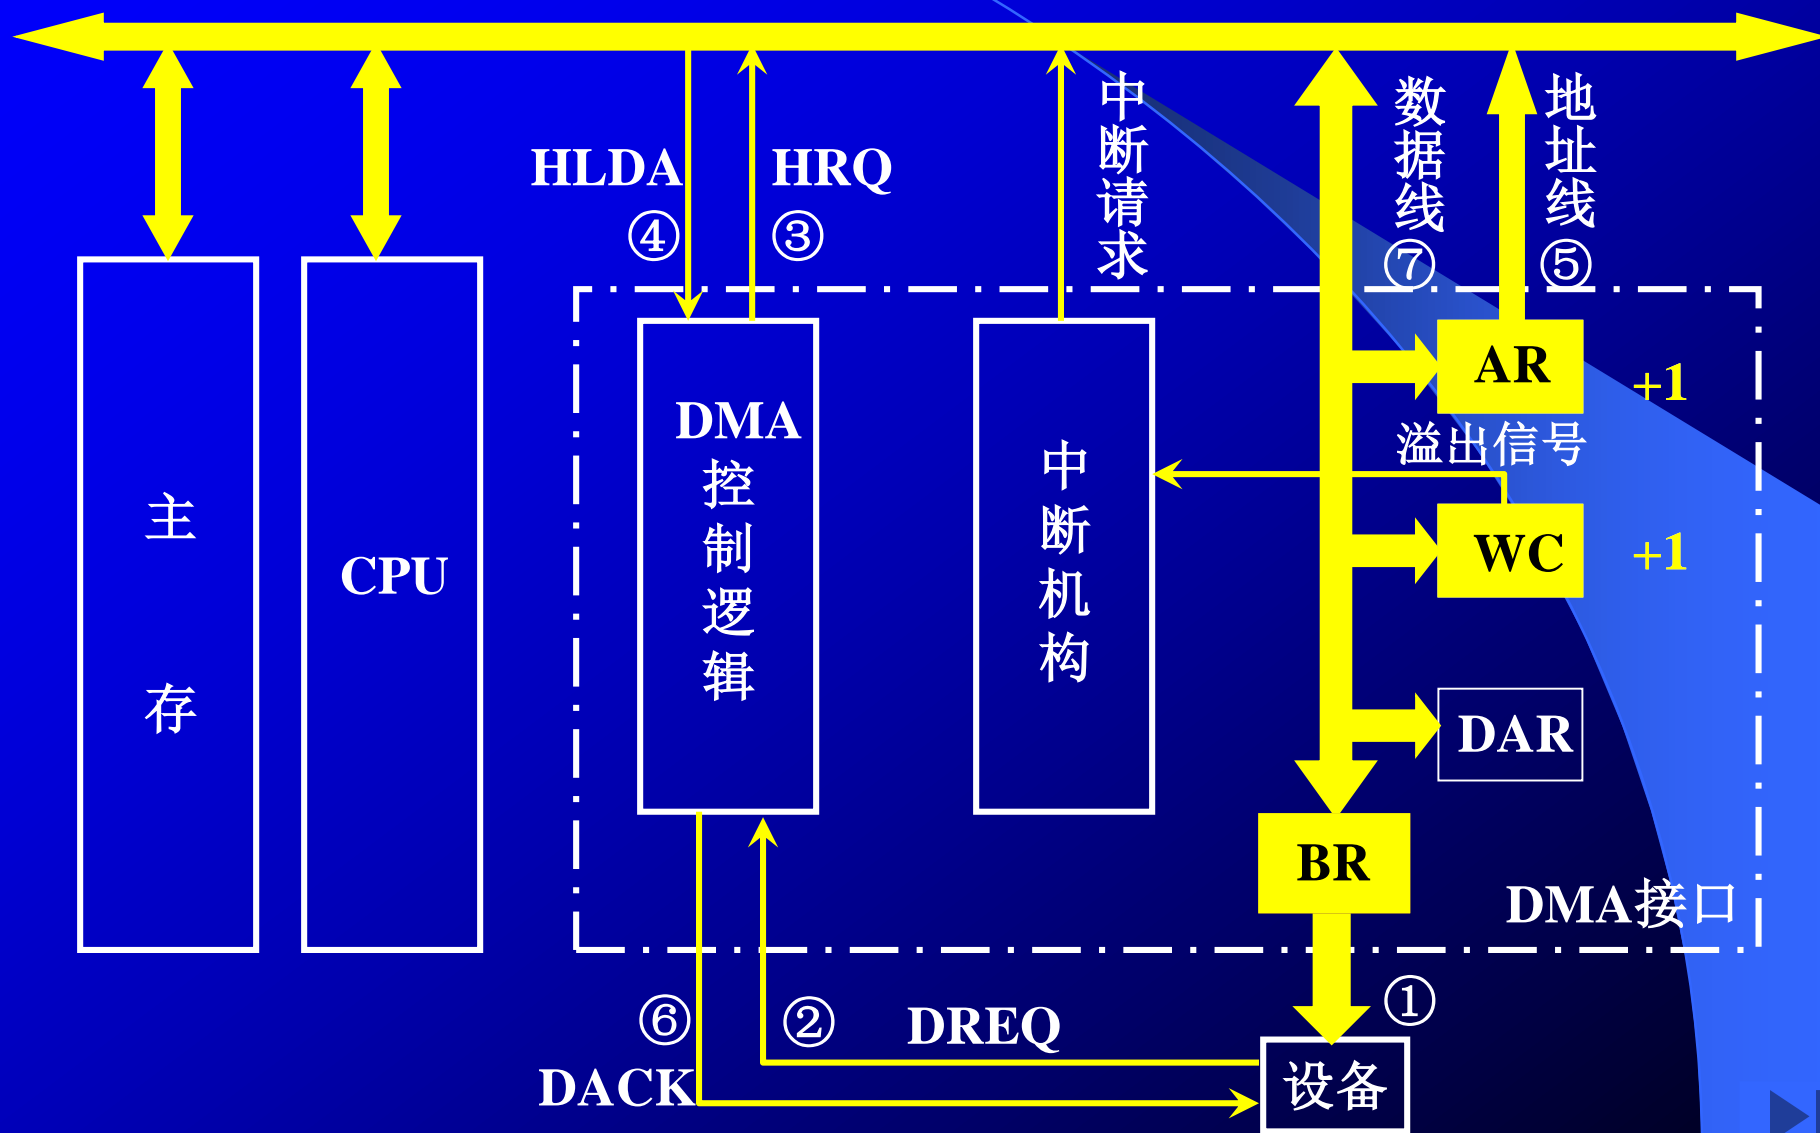 HLDA
④
HRQ
③
中断请求
数据线
⑦
地址线
⑤
主存
CPU
DMA
控制逻辑
中断机构
AR
+1
溢出信号
WC
+1
DAR
BR
DMA接口
⑥
②
DREQ
①
DACK
设备